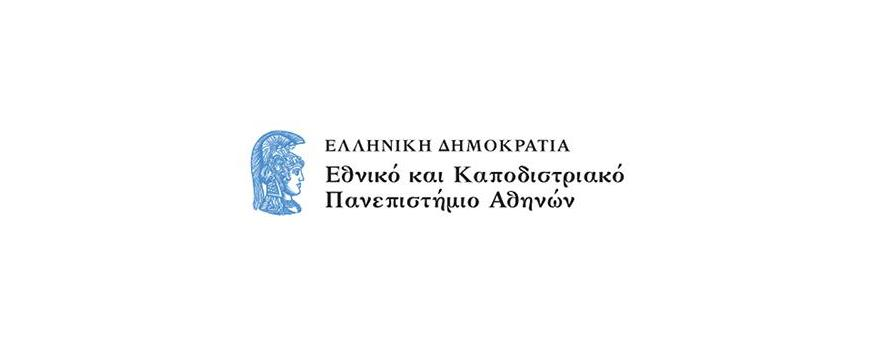 ΕΛΛΗΝΙΚΗ ΔΗΜΟΚΡΑΤΙΑ
Εθνικό και Καποδιστριακό
Πανεπιστήμιο Αθηνών